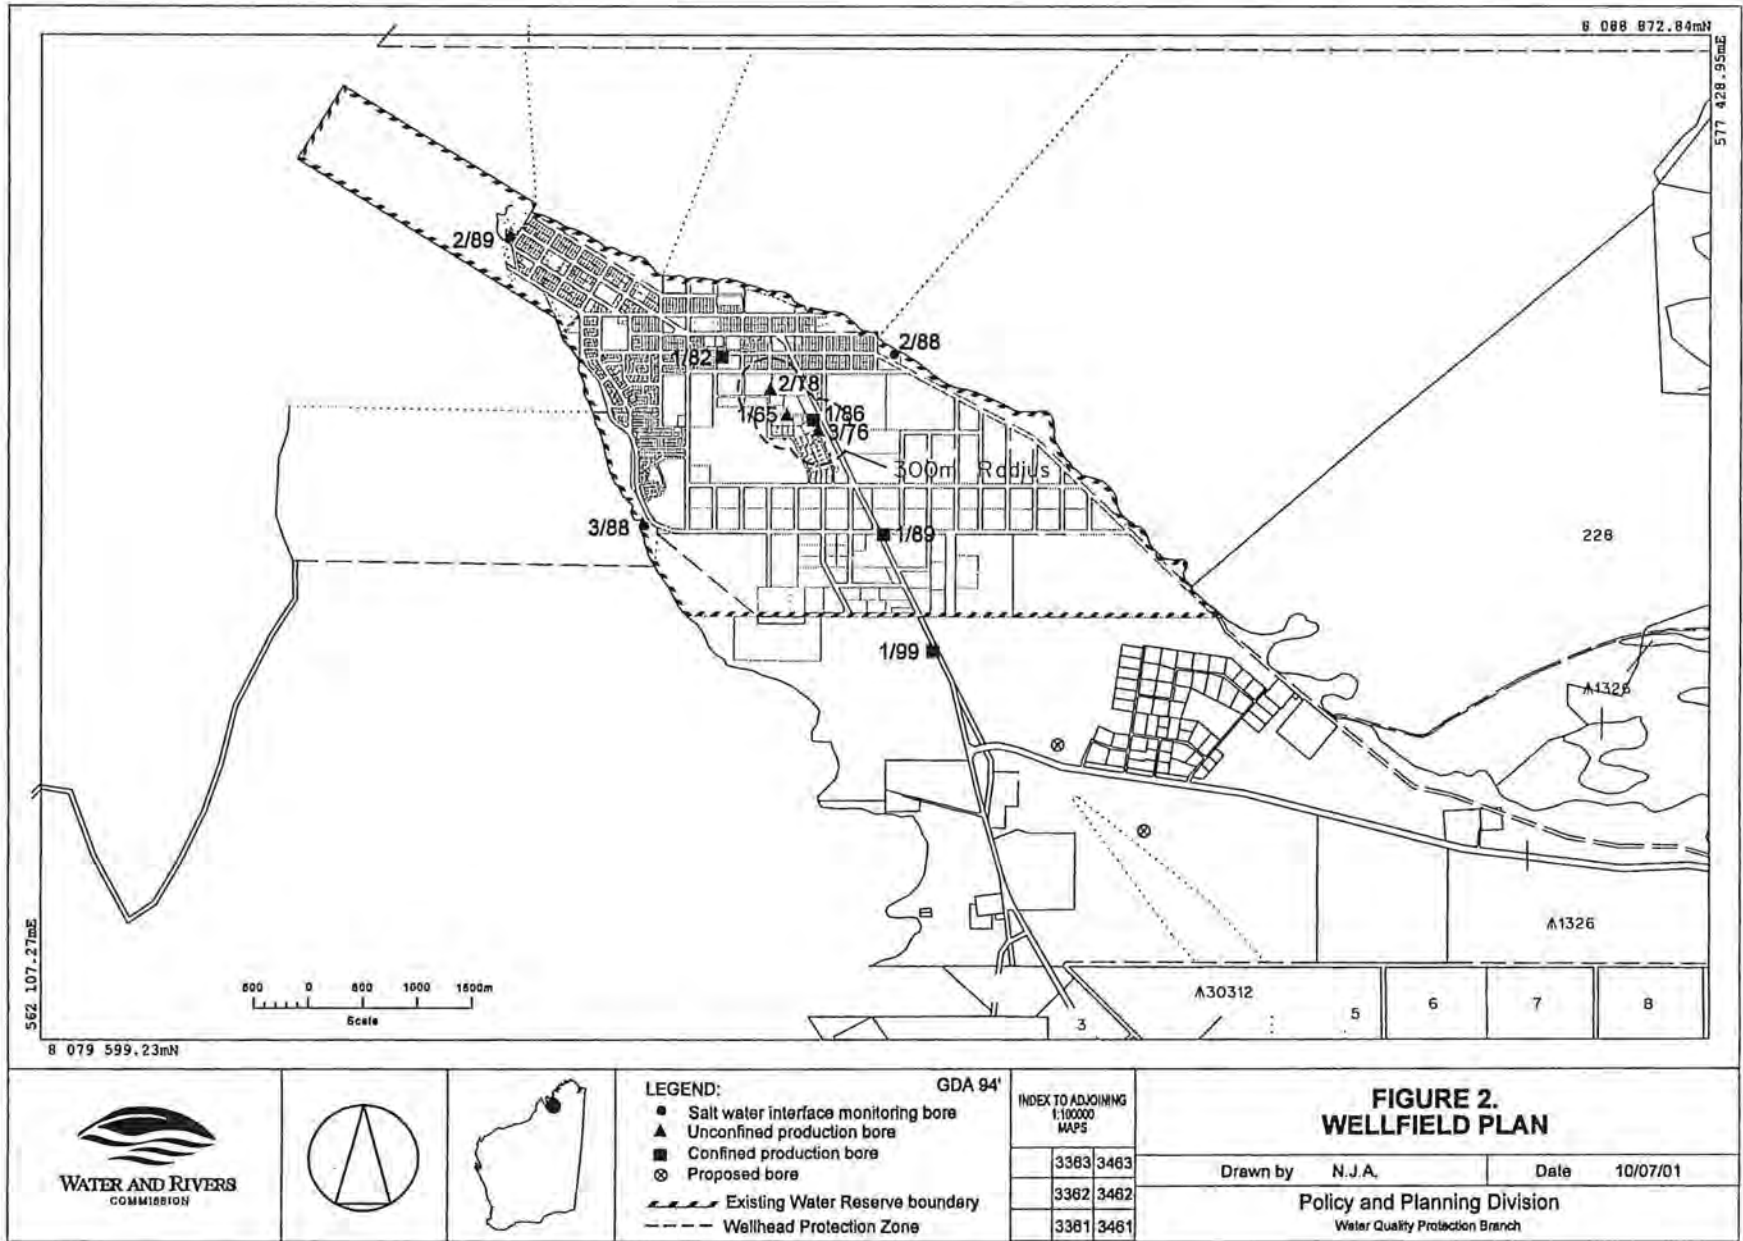 8 088 872.84mN
577 428.95mE
2/89
2/88
1/82
2/78
1/65
1/86
3/76
300m Radius
3/88
1/89
228
1/99
1326
1326
30312
3
5
6
7
8
562 107.27mE
8 079 599.23mN
500 0 500 1000 1500m
Scale
WATER AND RIVERS
COMMISSION
LEGEND:
GDA 94'
Salt water interface monitoring bore
Unconfined production bore
Confined production bore
Proposed bore
Existing Water Reserve boundary
Wellhead Protection Zone
INDEX TO ADJOINING
1:100000
MAPS
3363 3463
3362 3462
3361 3461
FIGURE 2.
WELLFIELD PLAN
Drawn by N.J.A. Date 10/07/01
Policy and Planning Division
Water Quality Protection Branch